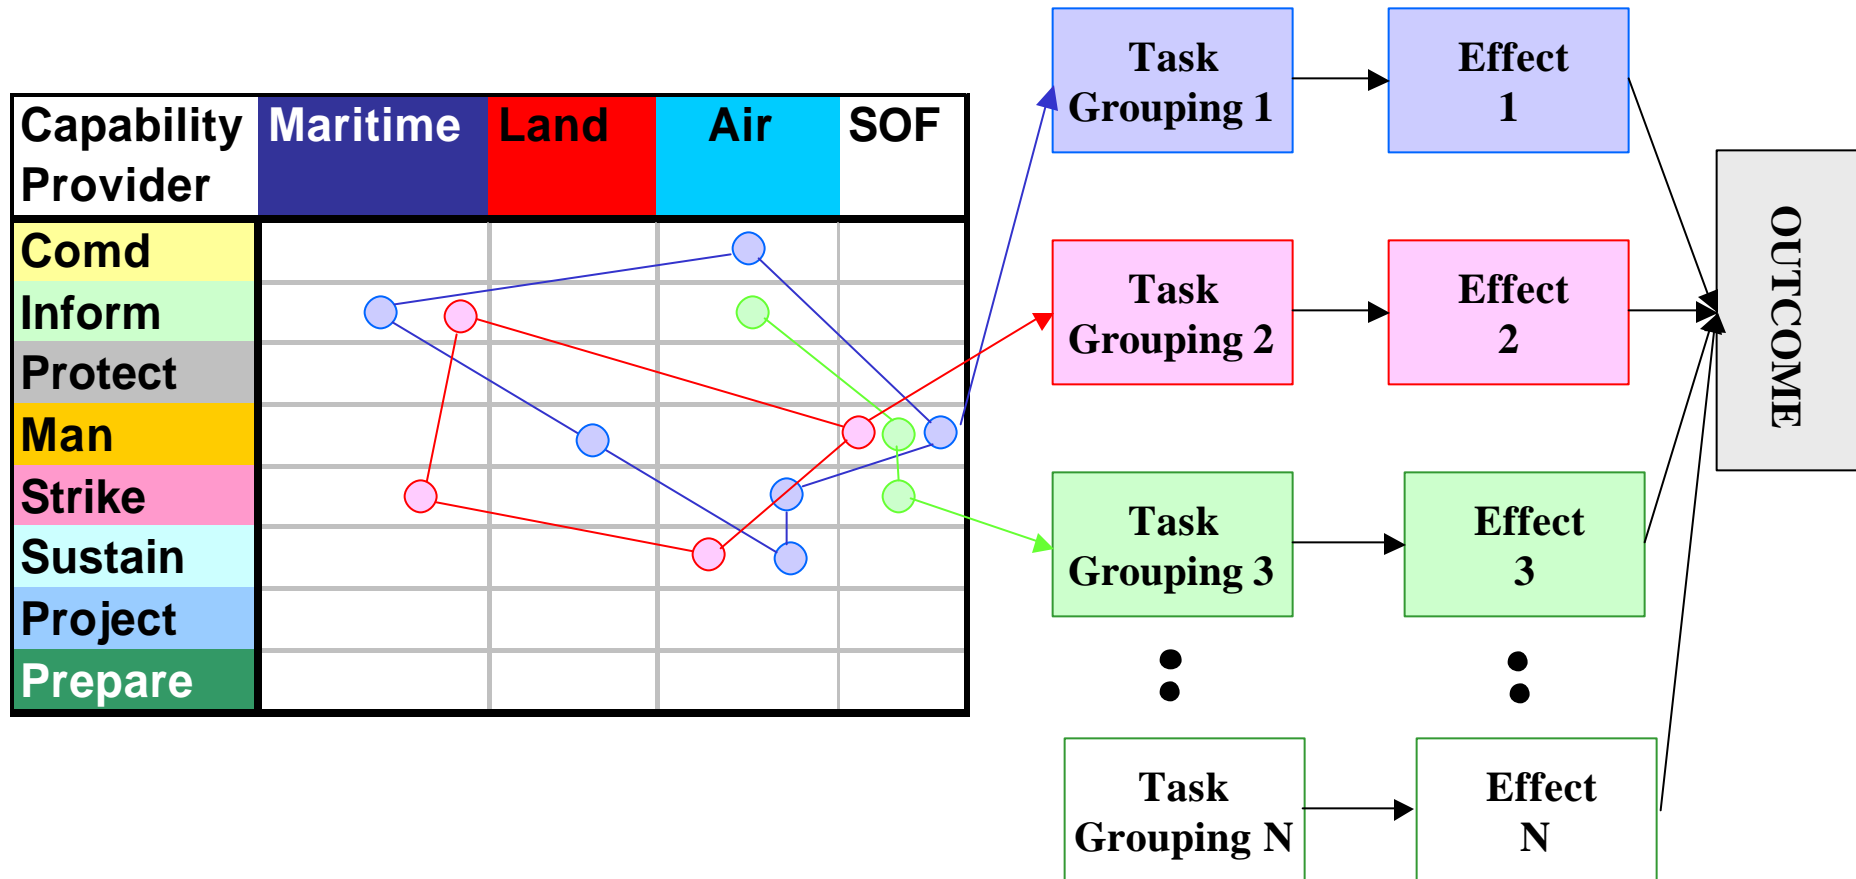 Capability
Provider
Maritime
Land
Air
SOF
Comd
Inform
Protect
Man
Strike
Sustain
Project
Prepare
Task
Grouping 1
Effect
1
Task
Grouping 2
Effect
2
Task
Grouping 3
Effect
3
Task
Grouping N
Effect
N
OUTCOME